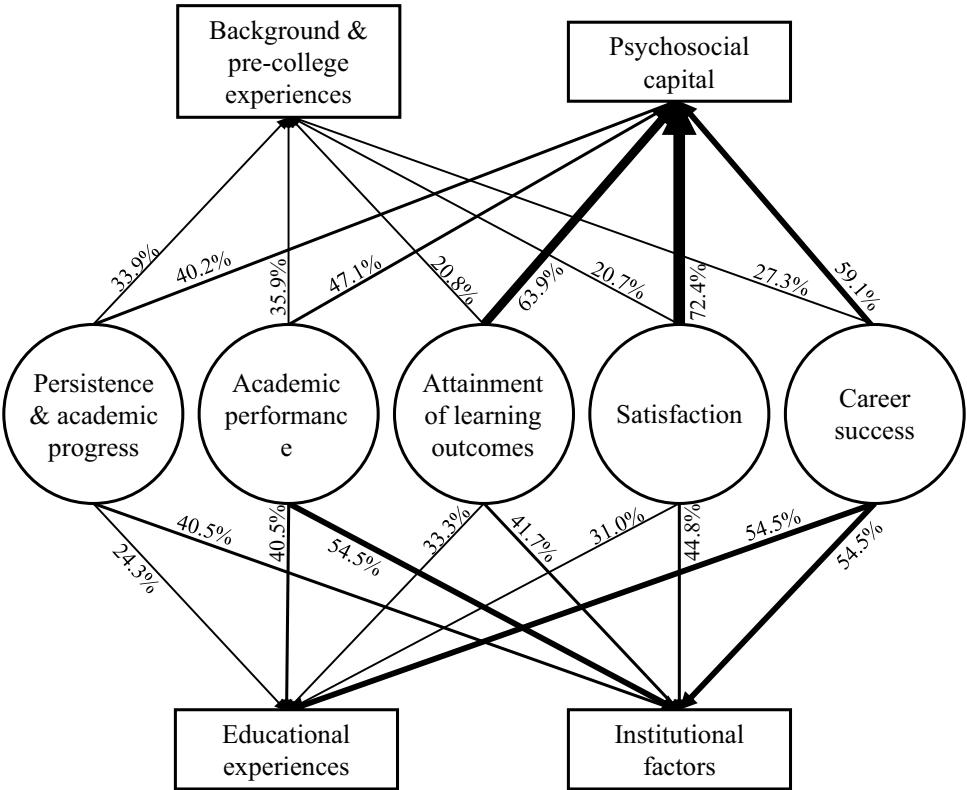 Background &
pre-college
experiences
Psychosocial
capital
33.9%
40.2%
35.9%
47.1%
20.8%
63.9%
20.7%
72.4%
27.3%
59.1%
Persistence
& academic
progress
Academic
performanc
e
Attainment
of learning
outcomes
Satisfaction
Career
success
24.3%
40.5%
40.5%
54.5%
33.3%
41.7%
31.0%
44.8%
54.5%
54.5%
Educational
experiences
Institutional
factors